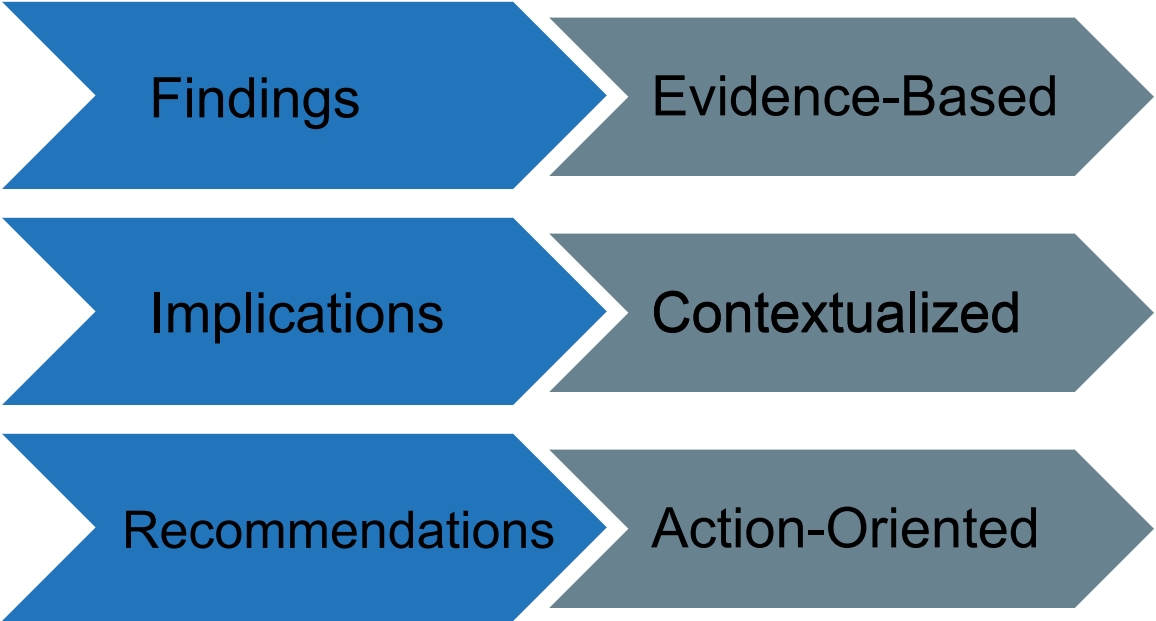 Findings
Evidence-Based
Implications
Contextualized
Recommendations
Action-Oriented